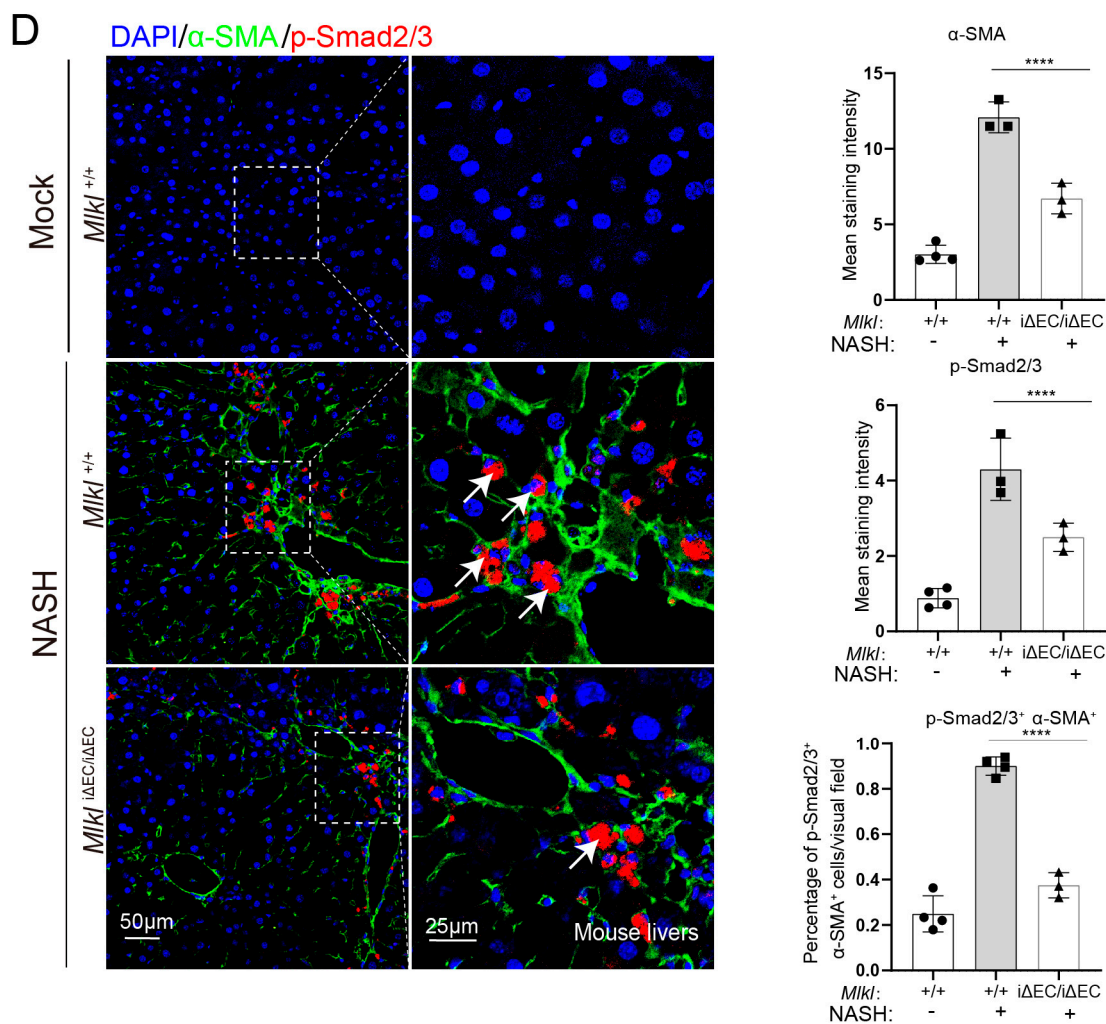 D
DAPI/α-SMA/p-Smad2/3
Mock
Mlkl +/+
NASH
Mlkl +/+
Mlkl iΔEC/iΔEC
50μm
25μm
Mouse livers
α-SMA
****
Mean staining intensity
15
10
5
0
Mlkl: +/+ +/+ iΔEC/iΔEC
NASH: - + +
p-Smad2/3
****
Mean staining intensity
6
4
2
0
Mlkl: +/+ +/+ iΔEC/iΔEC
NASH: - + +
p-Smad2/3⁺ α-SMA⁺
****
Percentage of p-Smad2/3⁺
α-SMA⁺ cells/visual field
1.0
0.8
0.6
0.4
0.2
0.0
Mlkl: +/+ +/+ iΔEC/iΔEC
NASH: - + +